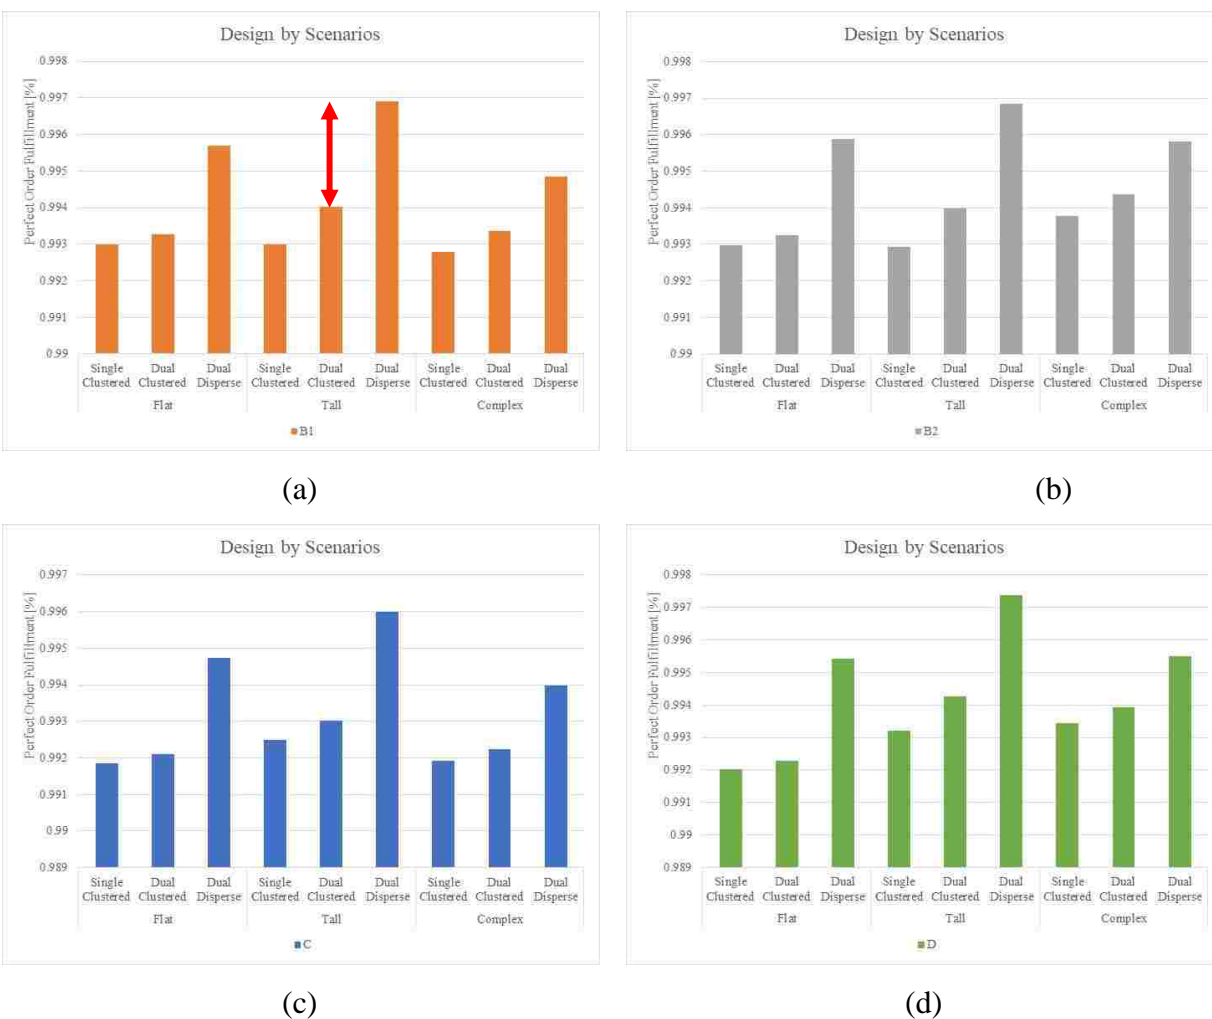 Design by Scenarios
Perfect Order Fulfillment [%]
0.998
0.997
0.996
0.995
0.994
0.993
0.992
0.991
0.99
Single Clustered Dual Clustered Dual Disperse Single Clustered Dual Clustered Dual Disperse Single Clustered Dual Clustered Dual Disperse
Flat Tall Complex
B1
(a)
Design by Scenarios
Perfect Order Fulfillment [%]
0.998
0.997
0.996
0.995
0.994
0.993
0.992
0.991
0.99
Single Clustered Dual Clustered Dual Disperse Single Clustered Dual Clustered Dual Disperse Single Clustered Dual Clustered Dual Disperse
Flat Tall Complex
B2
(b)
Design by Scenarios
Perfect Order Fulfillment [%]
0.997
0.996
0.995
0.994
0.993
0.992
0.991
0.99
0.989
Single Clustered Dual Clustered Dual Disperse Single Clustered Dual Clustered Dual Disperse Single Clustered Dual Clustered Dual Disperse
Flat Tall Complex
C
(c)
Design by Scenarios
Perfect Order Fulfillment [%]
0.998
0.997
0.996
0.995
0.994
0.993
0.992
0.991
0.99
0.989
Single Clustered Dual Clustered Dual Disperse Single Clustered Dual Clustered Dual Disperse Single Clustered Dual Clustered Dual Disperse
Flat Tall Complex
D
(d)